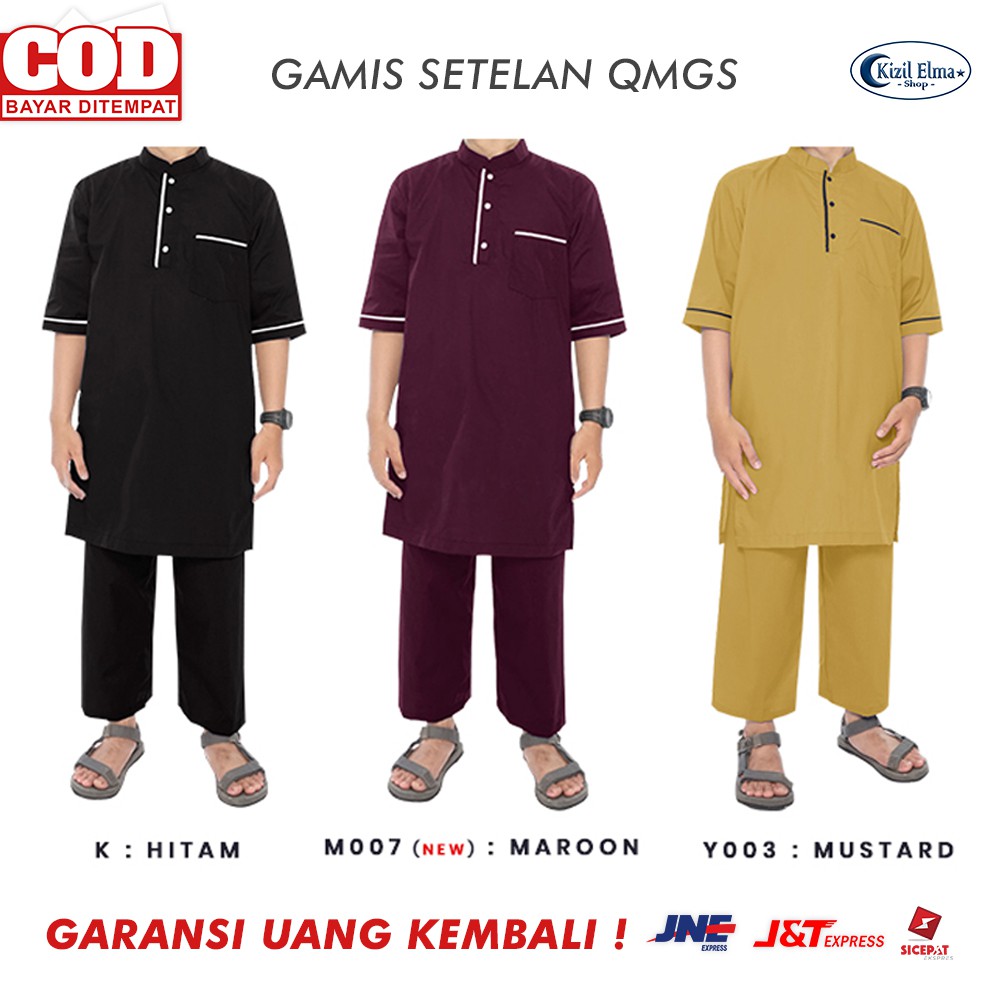 COD
BAYAR DITEMPAT
GAMIS SETELAN QMGS
Kizil Elma
- Shop -
K : HITAM
M007 (NEW) : MAROON
Y003 : MUSTARD
GARANSI UANG KEMBALI !
JNE
EXPRESS
J&T EXPRESS
SICEPAT
EKSPRES